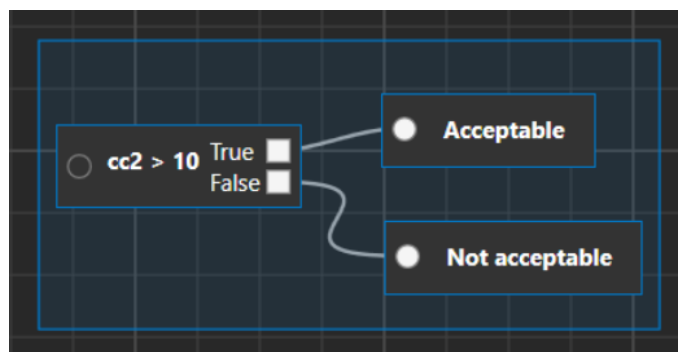 cc2 > 10
True
False
Acceptable
Not acceptable